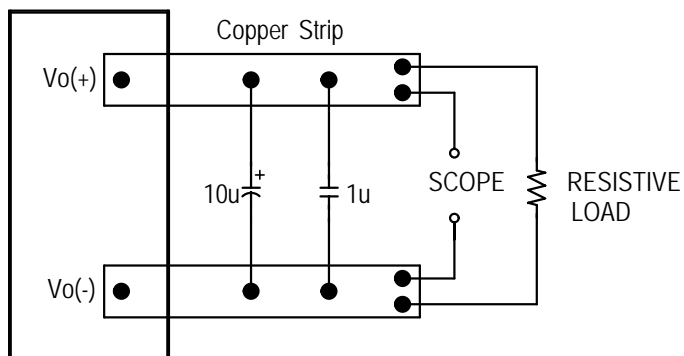 Copper Strip
Vo(+)
+
10u
1u
SCOPE
RESISTIVE
LOAD
Vo(-)